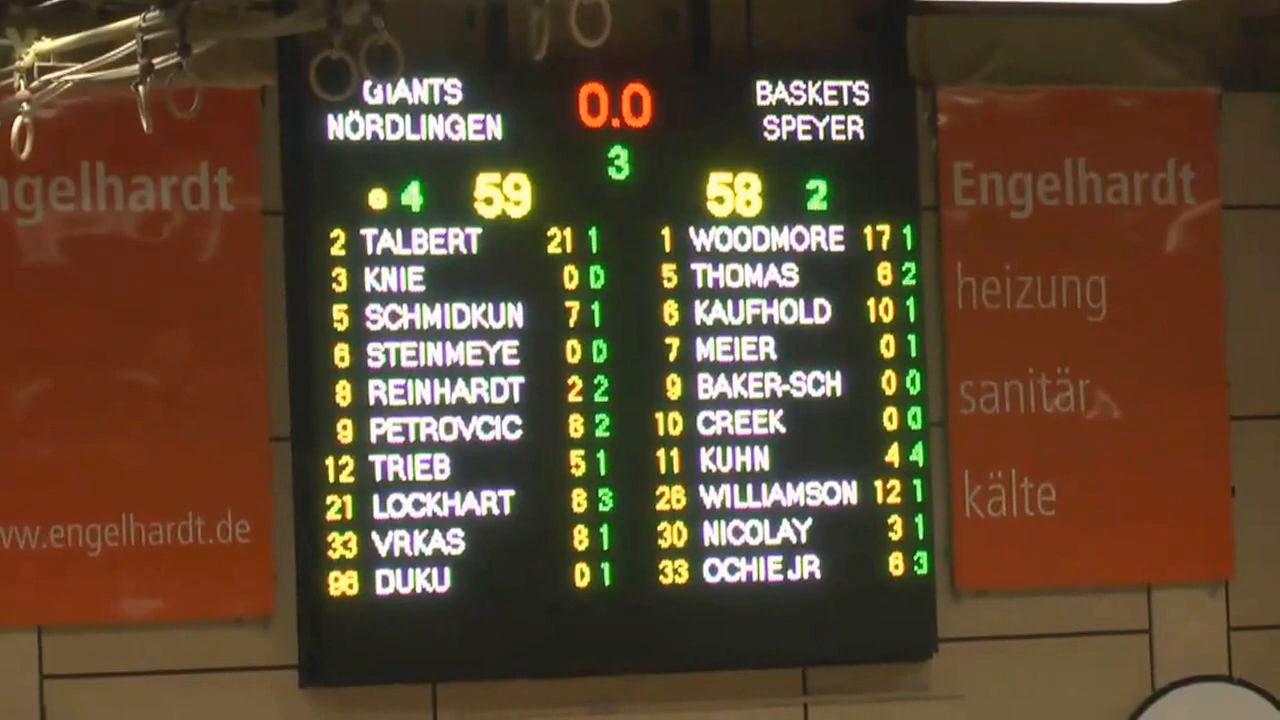 GIANTS
NÖRDLINGEN
0.0
BASKETS
SPEYER
3
4 59
58 2
2 TALBERT 21 1
3 KNIE 0 0
5 SCHMIDKUN 7 1
6 STEINMEYE 0 0
8 REINHARDT 2 2
9 PETROVCIC 8 2
12 TRIEB 5 1
21 LOCKHART 8 3
33 VRKAS 8 1
96 DUKU 0 1
1 WOODMORE 17 1
5 THOMAS 6 2
6 KAUFHOLD 10 1
7 MEIER 0 1
9 BAKER-SCH 0 0
10 CREEK 0 0
11 KUHN 4 4
26 WILLIAMSON 12 1
30 NICOLAY 3 1
33 OCHIE JR 6 3
ngelhardt
www.engelhardt.de
Engelhardt
heizung
sanitär
kälte